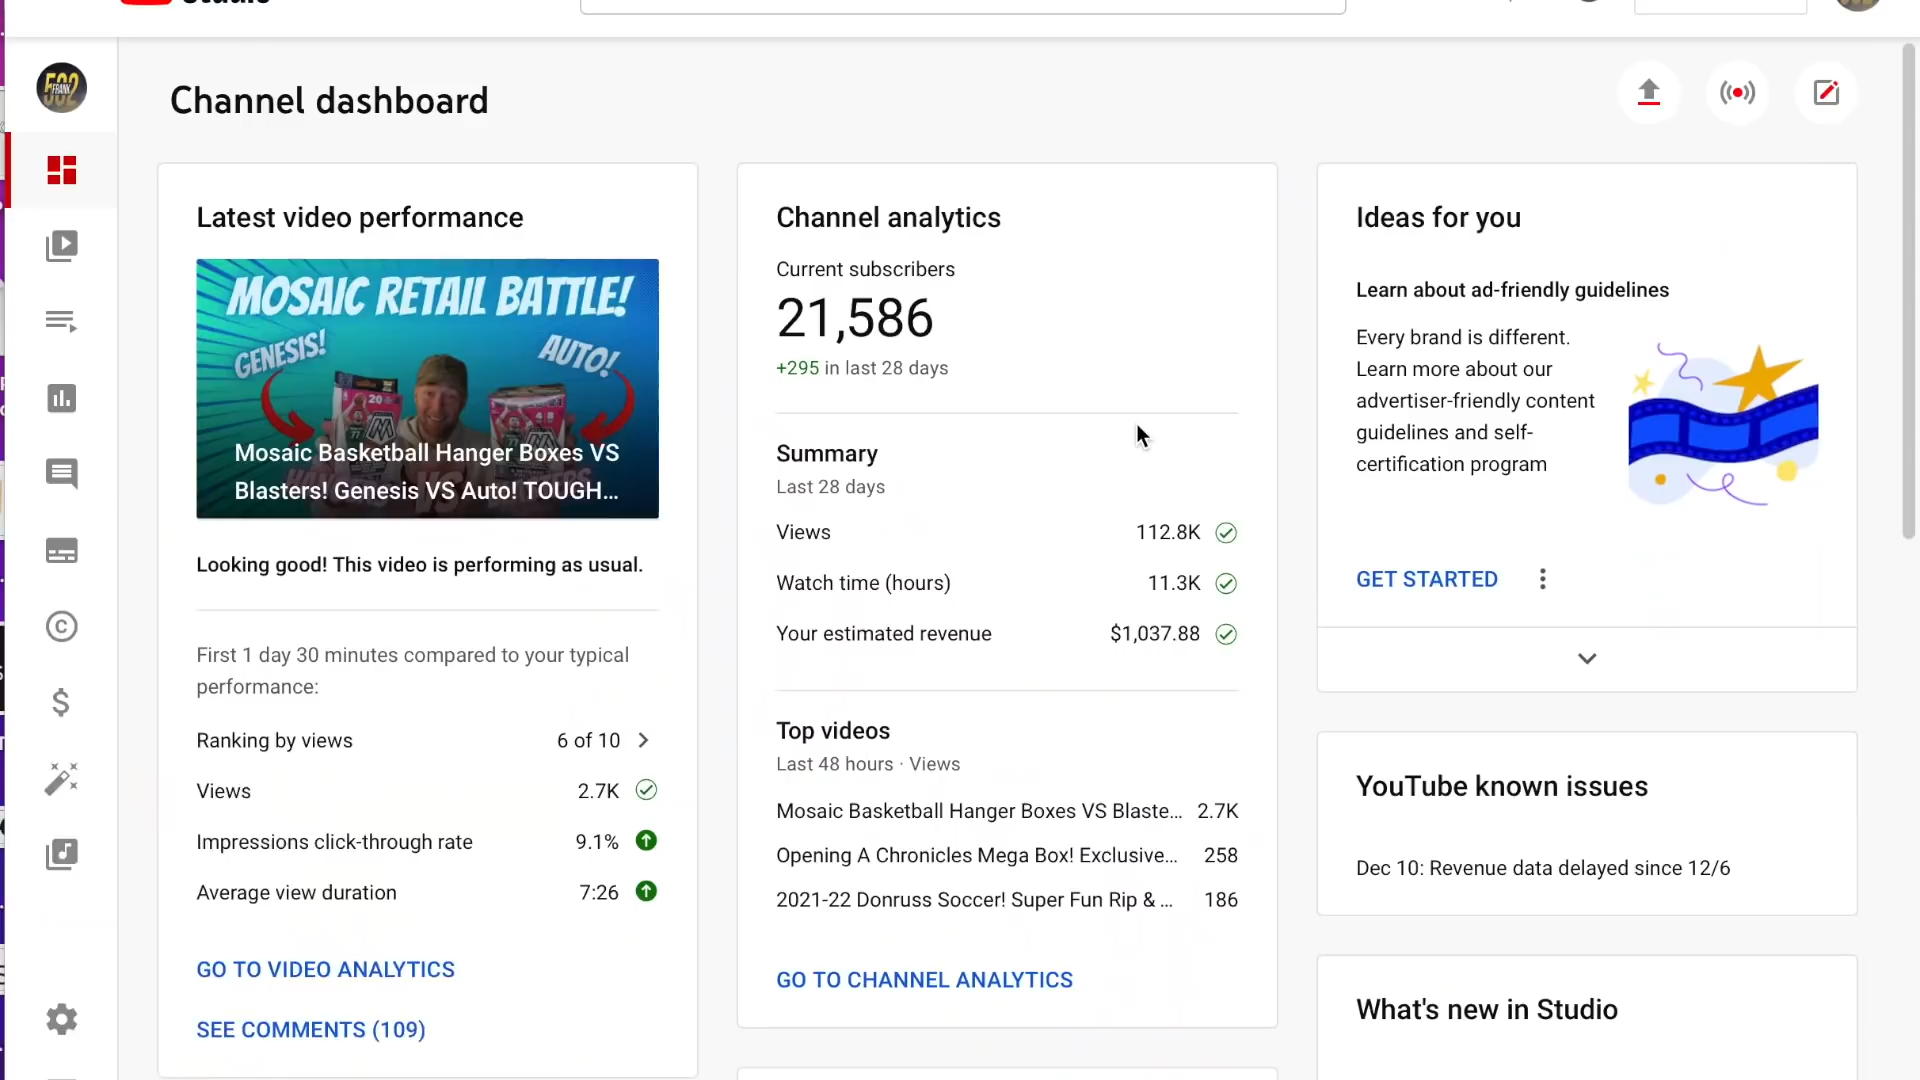 Channel dashboard
Latest video performance
MOSAIC RETAIL BATTLE!
GENESIS!
AUTO!
Mosaic Basketball Hanger Boxes VS
Blasters! Genesis VS Auto! TOUGH...
Looking good! This video is performing as usual.
First 1 day 30 minutes compared to your typical
performance:
Ranking by views 6 of 10
Views 2.7K
Impressions click-through rate 9.1%
Average view duration 7:26
GO TO VIDEO ANALYTICS
SEE COMMENTS (109)
Channel analytics
Current subscribers
21,586
+295 in last 28 days
Summary
Last 28 days
Views 112.8K
Watch time (hours) 11.3K
Your estimated revenue $1,037.88
Top videos
Last 48 hours · Views
Mosaic Basketball Hanger Boxes VS Blaste... 2.7K
Opening A Chronicles Mega Box! Exclusive... 258
2021-22 Donruss Soccer! Super Fun Rip & ... 186
GO TO CHANNEL ANALYTICS
Ideas for you
Learn about ad-friendly guidelines
Every brand is different.
Learn more about our
advertiser-friendly content
guidelines and self-
certification program
GET STARTED
YouTube known issues
Dec 10: Revenue data delayed since 12/6
What's new in Studio